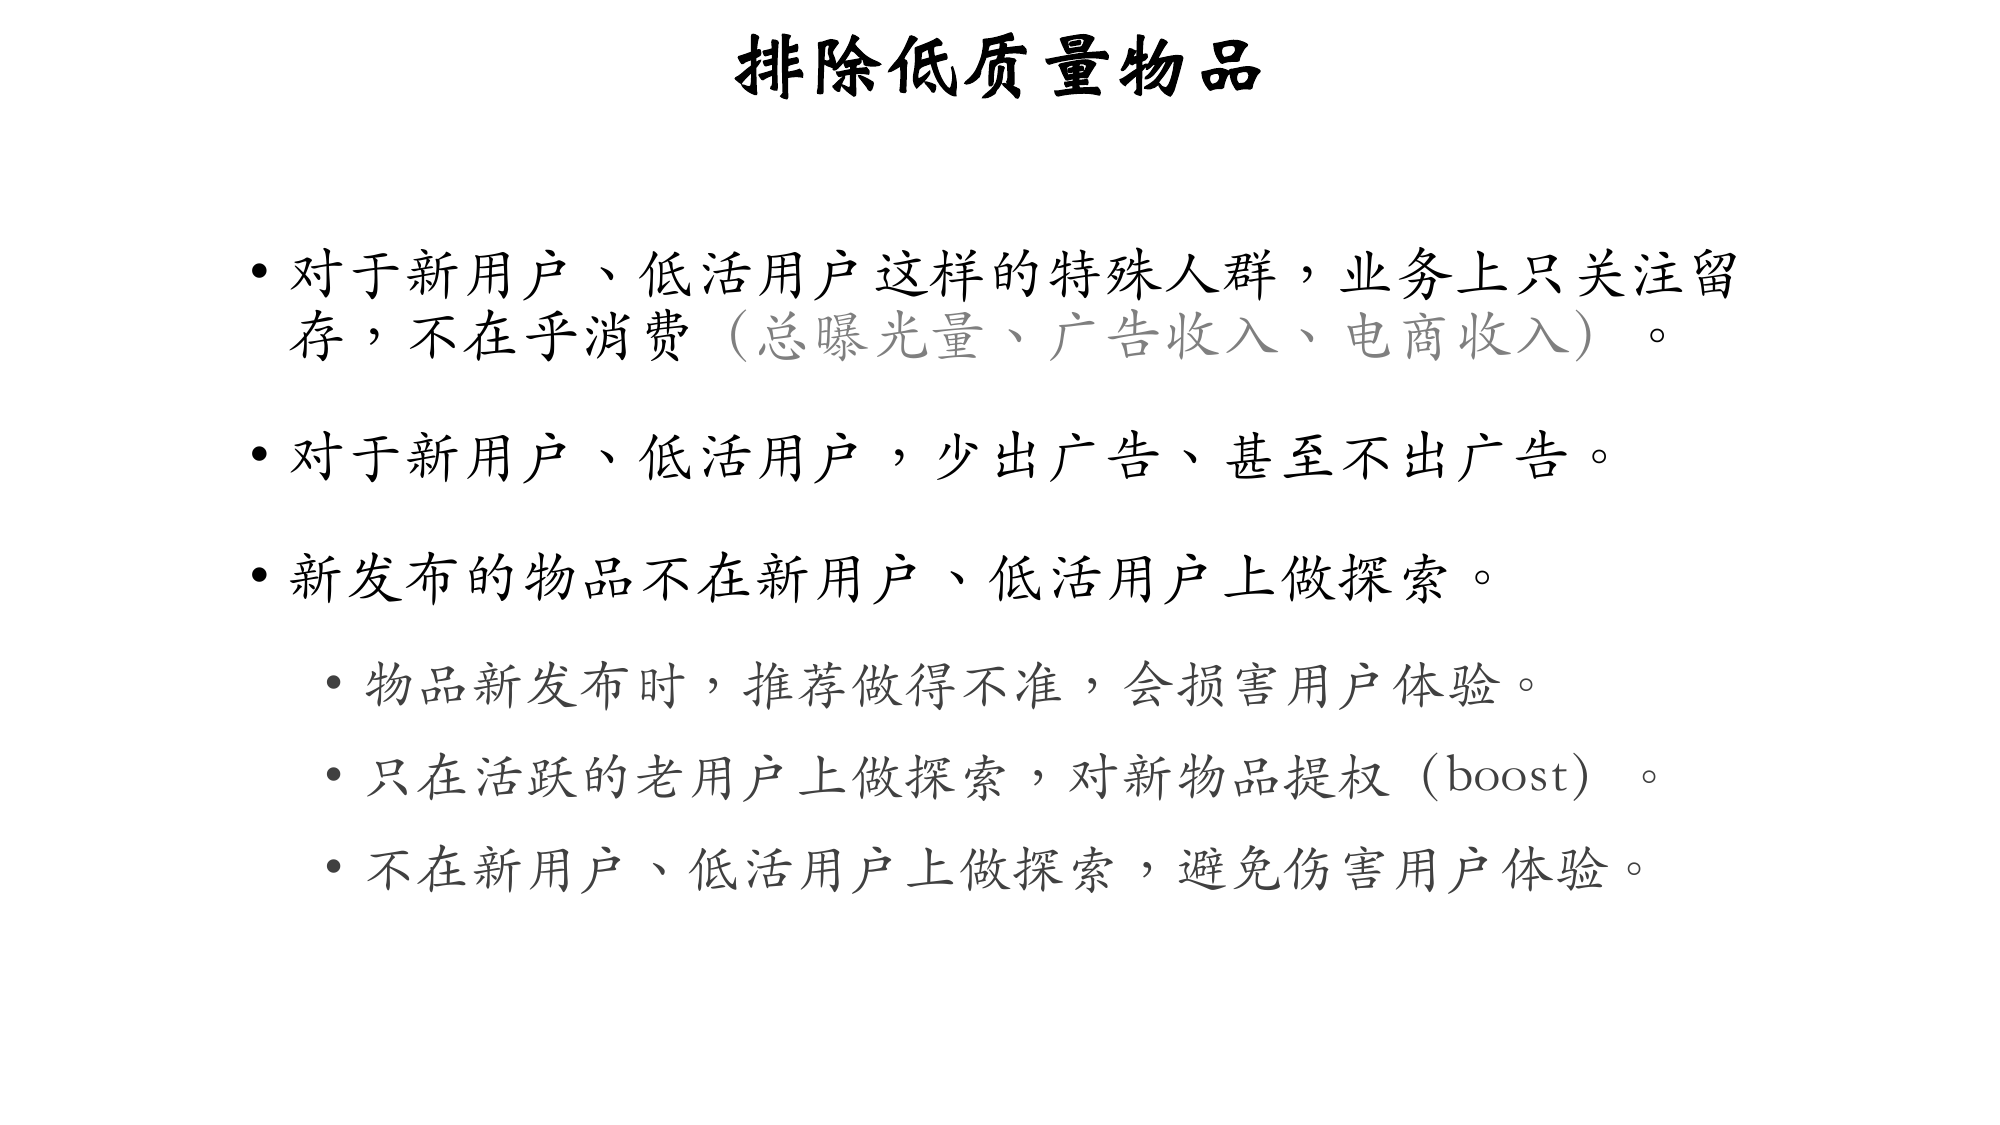 排除低质量物品
• 对于新用户、低活用户这样的特殊人群，业务上只关注留
存，不在乎消费（总曝光量、广告收入、电商收入）。
• 对于新用户、低活用户，少出广告、甚至不出广告。
• 新发布的物品不在新用户、低活用户上做探索。
• 物品新发布时，推荐做得不准，会损害用户体验。
• 只在活跃的老用户上做探索，对新物品提权（boost）。
• 不在新用户、低活用户上做探索，避免伤害用户体验。